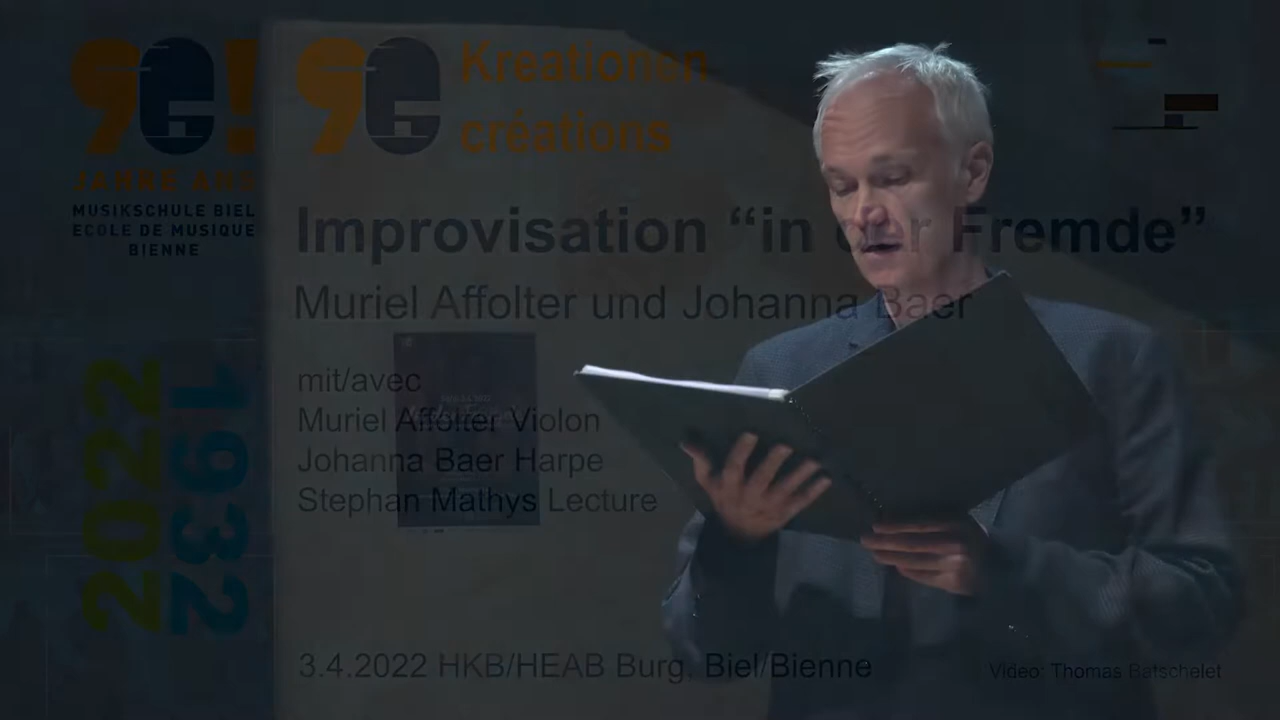 90!
JAHRE ANS
MUSIKSCHULE BIEL
ECOLE DE MUSIQUE
BIENNE
2022
1932
90 Kreationen
créations
Improvisation “in der Fremde”
Muriel Affolter und Johanna Baer
mit/avec
Muriel Affolter Violon
Johanna Baer Harpe
Stephan Mathys Lecture
3.4.2022 HKB/HEAB Burg, Biel/Bienne
Video: Thomas Batschelet